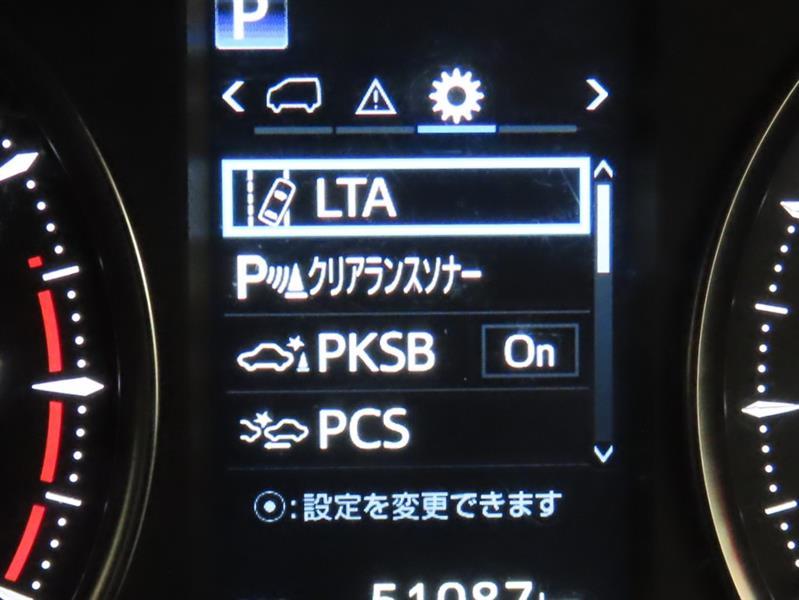 P
LTA
P クリアランスソナー
PKSB On
PCS
:設定を変更できます
51087